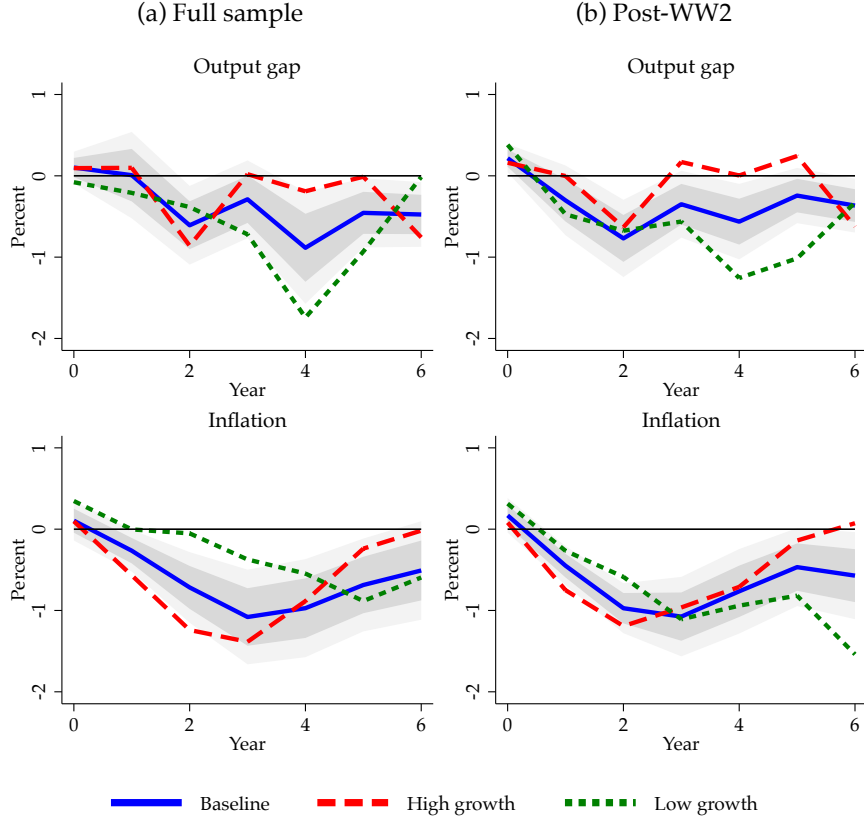 (a) Full sample
(b) Post-WW2
Output gap
Percent
1
0
-1
-2
0 2 4 6
Year
Output gap
Percent
1
0
-1
-2
0 2 4 6
Year
Inflation
Percent
1
0
-1
-2
0 2 4 6
Year
Inflation
Percent
1
0
-1
-2
0 2 4 6
Year
Baseline High growth Low growth